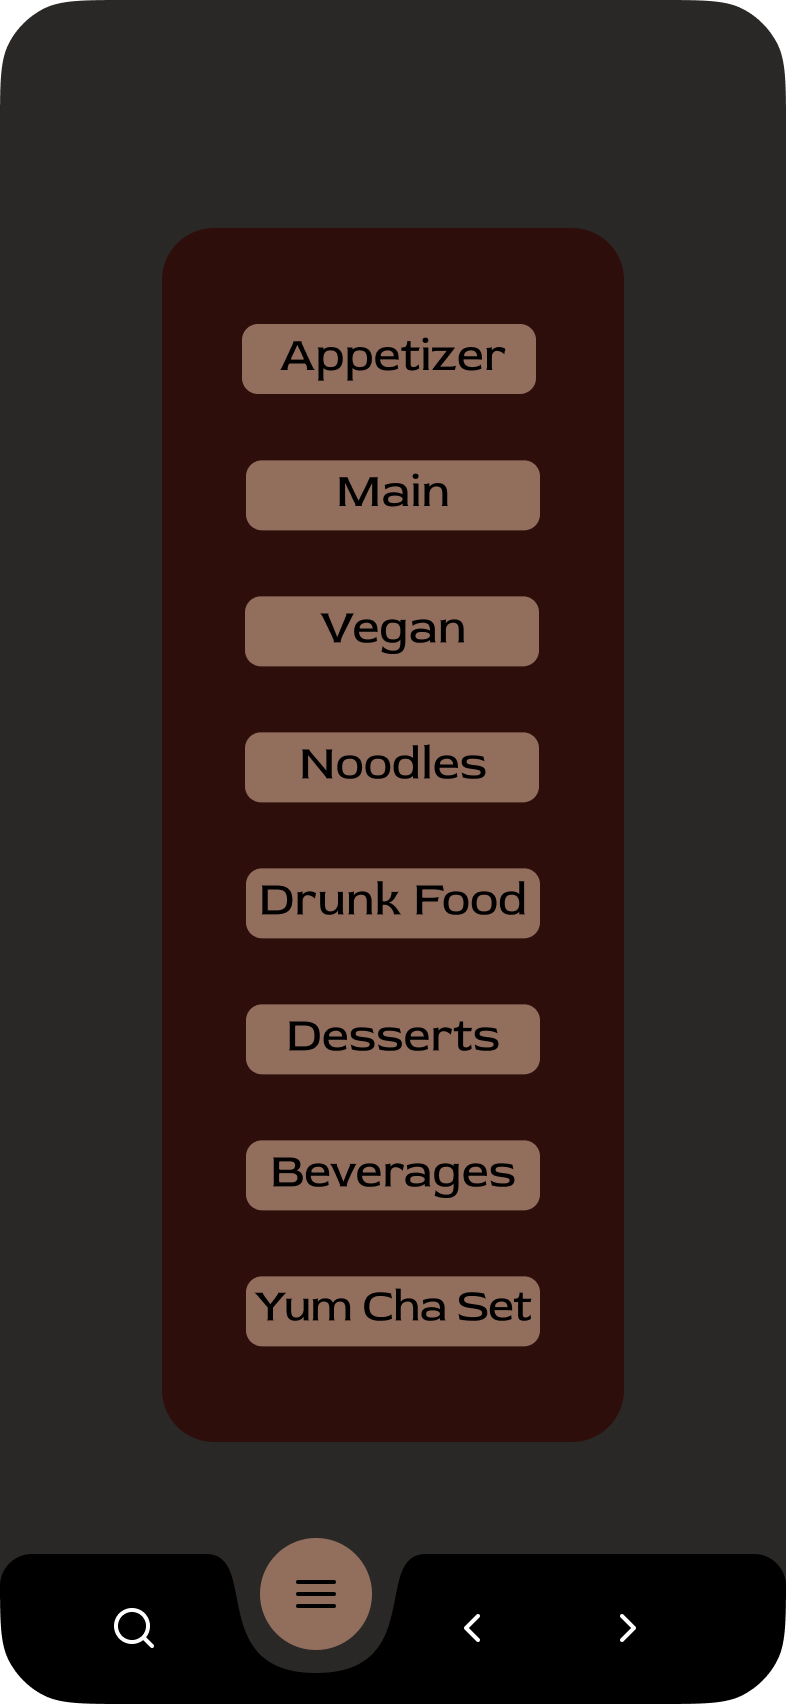 Appetizer
Main
Vegan
Noodles
Drunk Food
Desserts
Beverages
Yum Cha Set